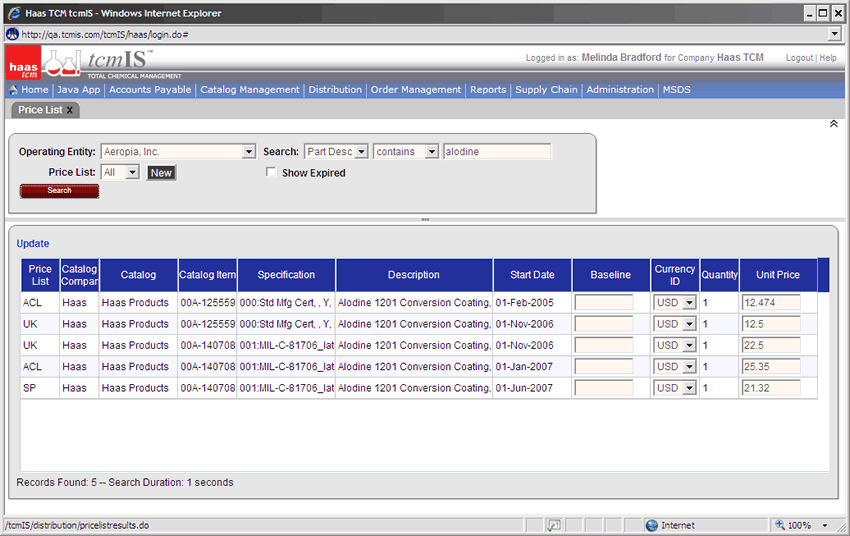 Haas TCM tcmIS - Windows Internet Explorer
http://qa.tcmis.com/tcmIS/haas/login.do#
haas tcm
tcmIS™
TOTAL CHEMICAL MANAGEMENT
Logged in as: Melinda Bradford for Company Haas TCM Logout | Help
Home | Java App | Accounts Payable | Catalog Management | Distribution | Order Management | Reports | Supply Chain | Administration | MSDS
Price List X
Operating Entity: Aeropia, Inc. Search: Part Desc contains alodine
Price List: All New Show Expired
Search
Update
Price List Catalog Compar Catalog Catalog Item Specification Description Start Date Baseline Currency ID Quantity Unit Price
ACL Haas Haas Products 00A-125559 000:Std Mfg Cert, , Y, Alodine 1201 Conversion Coating, 01-Feb-2005 USD 1 12.474
UK Haas Haas Products 00A-125559 000:Std Mfg Cert, , Y, Alodine 1201 Conversion Coating, 01-Nov-2006 USD 1 12.5
UK Haas Haas Products 00A-140708 001:MIL-C-81706_lat Alodine 1201 Conversion Coating, 01-Nov-2006 USD 1 22.5
ACL Haas Haas Products 00A-140708 001:MIL-C-81706_lat Alodine 1201 Conversion Coating, 01-Jan-2007 USD 1 25.35
SP Haas Haas Products 00A-140708 001:MIL-C-81706_lat Alodine 1201 Conversion Coating, 01-Jun-2007 USD 1 21.32
Records Found: 5 -- Search Duration: 1 seconds
/tcmIS/distribution/pricelistresults.do Internet 100%